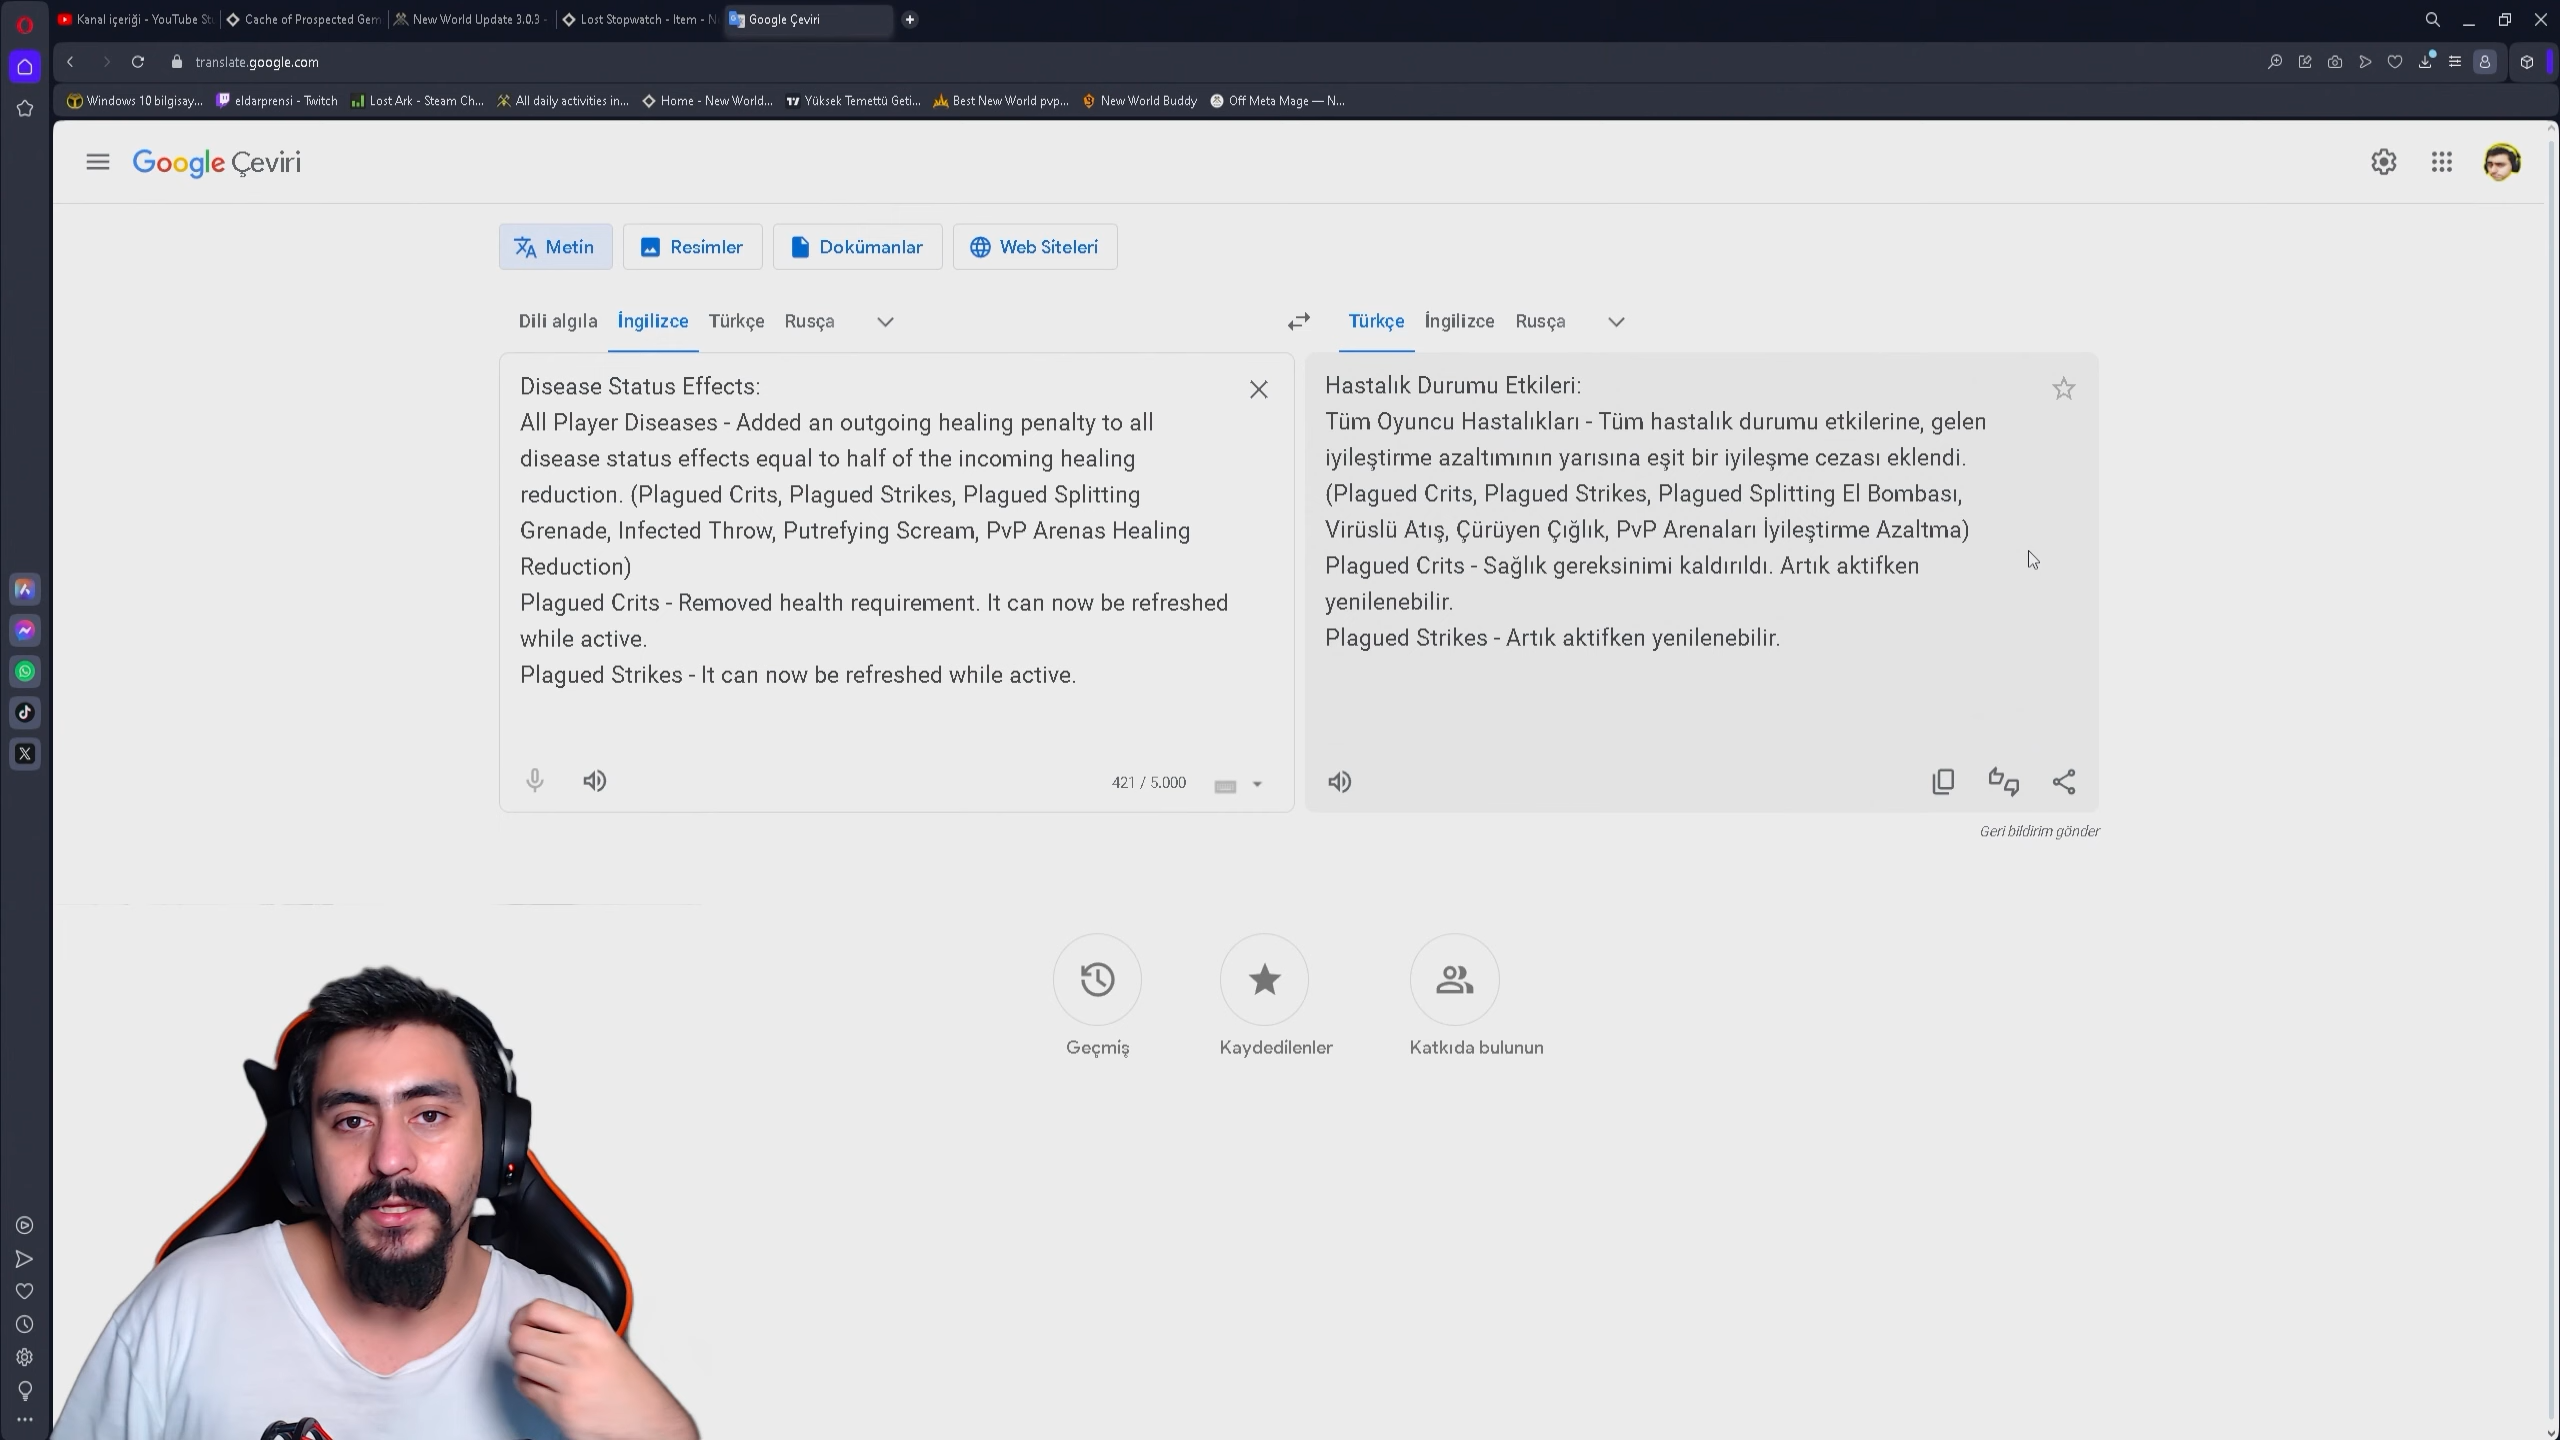 Kanal içeriği - YouTube St
Cache of Prospected Gem
New World Update 3.0.3 -
Lost Stopwatch - Item - N
Google Çeviri
translate.google.com
Windows 10 bilgisay...
eldarprensi - Twitch
Lost Ark - Steam Ch...
All daily activities in...
Home - New World...
Yüksek Temettü Geti...
Best New World pvp...
New World Buddy
Off Meta Mage — N...
Google Çeviri
Metin
Resimler
Dokümanlar
Web Siteleri
Dili algıla
İngilizce
Türkçe
Rusça
Türkçe
İngilizce
Rusça
Disease Status Effects:
All Player Diseases - Added an outgoing healing penalty to all
disease status effects equal to half of the incoming healing
reduction. (Plagued Crits, Plagued Strikes, Plagued Splitting
Grenade, Infected Throw, Putrefying Scream, PvP Arenas Healing
Reduction)
Plagued Crits - Removed health requirement. It can now be refreshed
while active.
Plagued Strikes - It can now be refreshed while active.
421 / 5.000
Hastalık Durumu Etkileri:
Tüm Oyuncu Hastalıkları - Tüm hastalık durumu etkilerine, gelen
iyileştirme azaltımının yarısına eşit bir iyileşme cezası eklendi.
(Plagued Crits, Plagued Strikes, Plagued Splitting El Bombası,
Virüslü Atış, Çürüyen Çığlık, PvP Arenaları İyileştirme Azaltma)
Plagued Crits - Sağlık gereksinimi kaldırıldı. Artık aktifken
yenilenebilir.
Plagued Strikes - Artık aktifken yenilenebilir.
Geri bildirim gönder
Geçmiş
Kaydedilenler
Katkıda bulunun